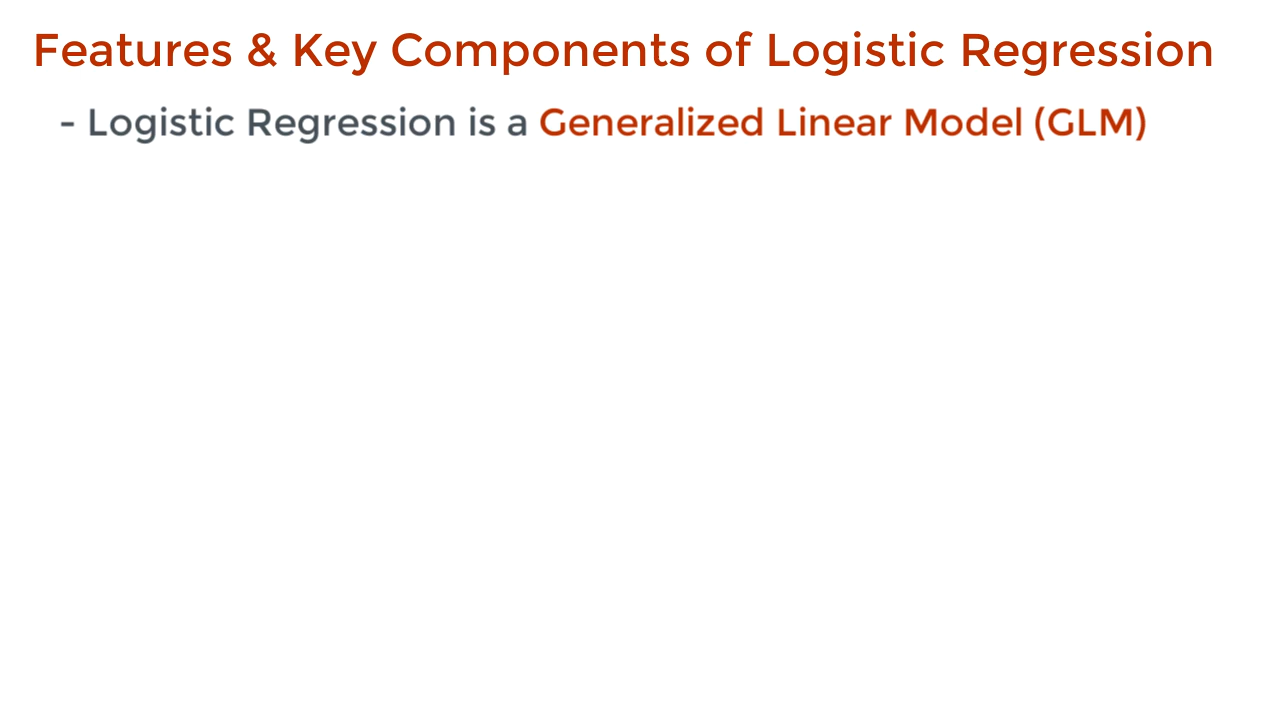 Features & Key Components of Logistic Regression
- Logistic Regression is a Generalized Linear Model (GLM)